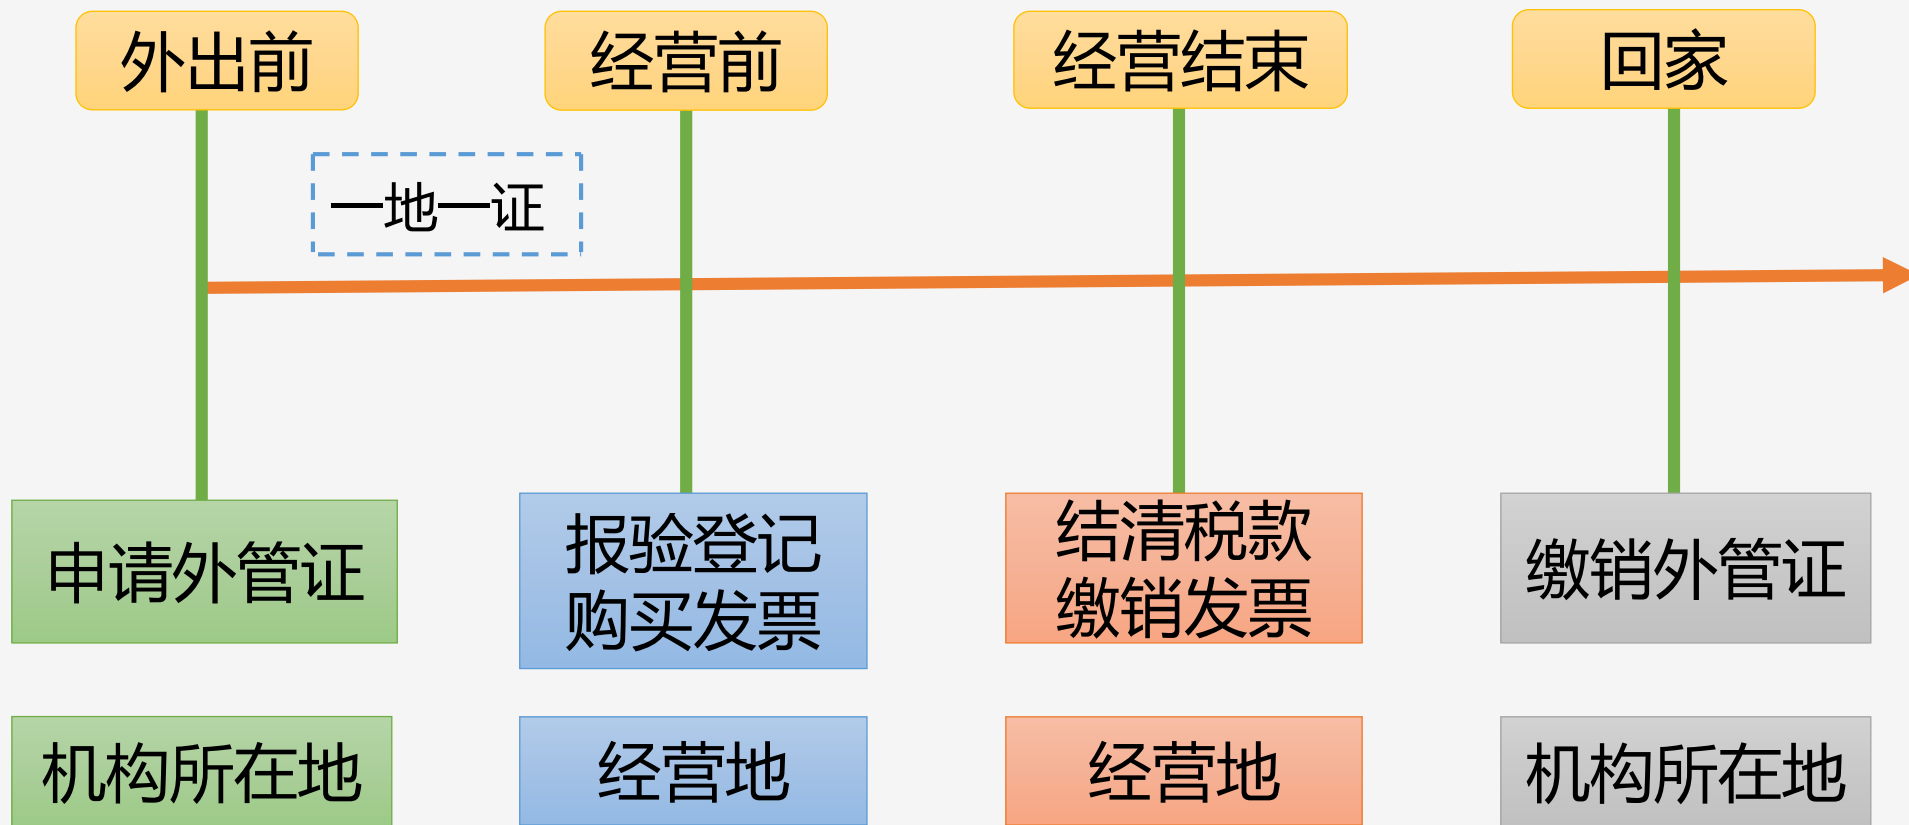 外出前
经营前
经营结束
回家
一地一证
申请外管证
报验登记
购买发票
结清税款
缴销发票
缴销外管证
机构所在地
经营地
经营地
机构所在地